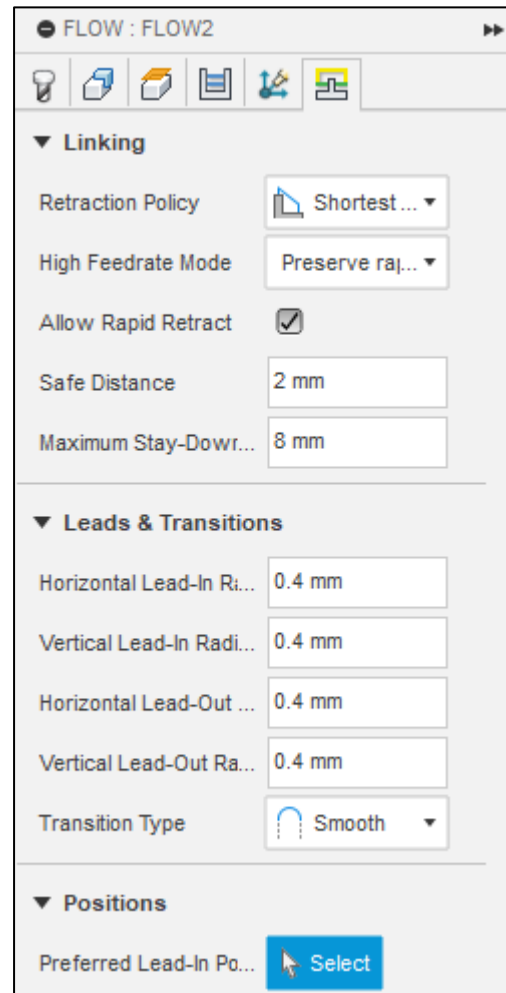 FLOW : FLOW2
Linking
Retraction Policy Shortest ...
High Feedrate Mode Preserve rap...
Allow Rapid Retract
Safe Distance 2 mm
Maximum Stay-Down... 8 mm
Leads & Transitions
Horizontal Lead-In Ra... 0.4 mm
Vertical Lead-In Radi... 0.4 mm
Horizontal Lead-Out ... 0.4 mm
Vertical Lead-Out Ra... 0.4 mm
Transition Type Smooth
Positions
Preferred Lead-In Po... Select